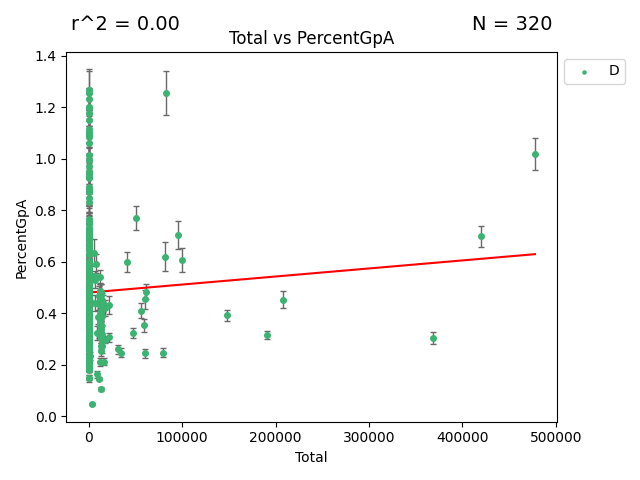 r^2 = 0.00
N = 320
Total vs PercentGpA
D
PercentGpA
1.4
1.2
1.0
0.8
0.6
0.4
0.2
0.0
0
100000
200000
300000
400000
500000
Total